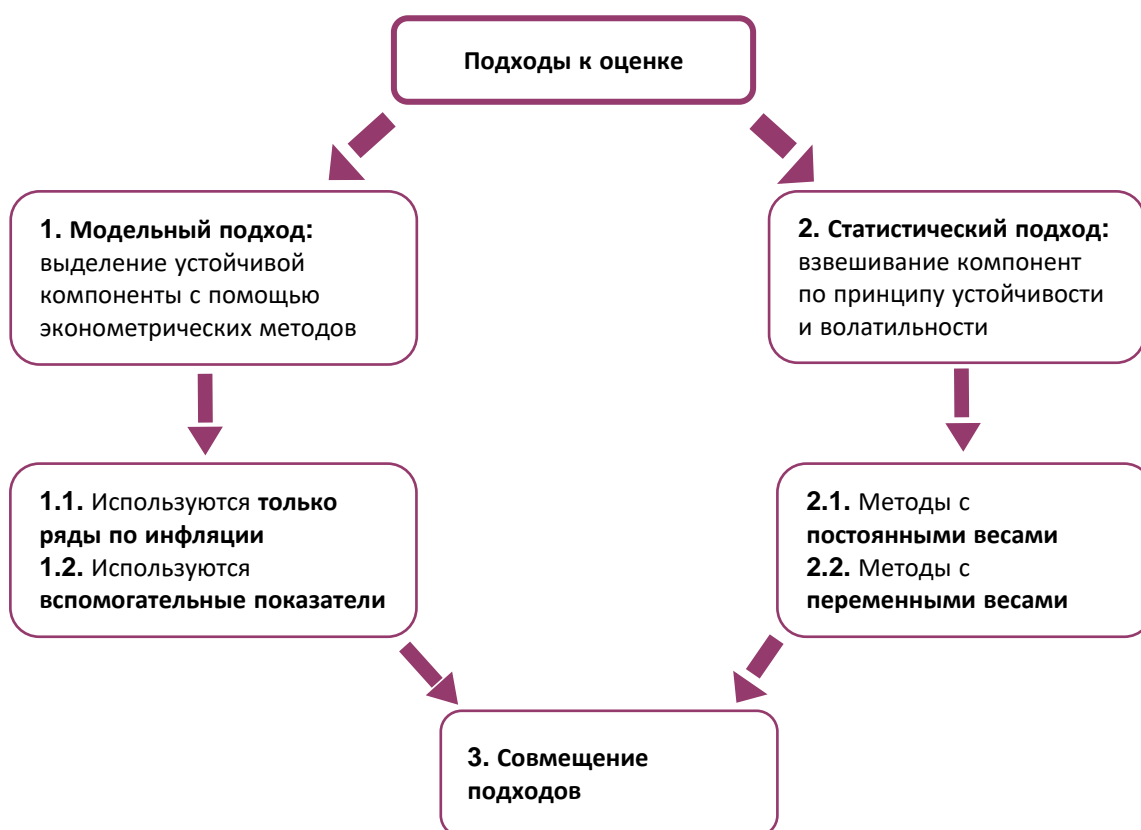 Подходы к оценке
1. Модельный подход:
выделение устойчивой
компоненты с помощью
эконометрических методов
2. Статистический подход:
взвешивание компонент
по принципу устойчивости
и волатильности
1.1. Используются только
ряды по инфляции
1.2. Используются
вспомогательные показатели
2.1. Методы с
постоянными весами
2.2. Методы с
переменными весами
3. Совмещение
подходов